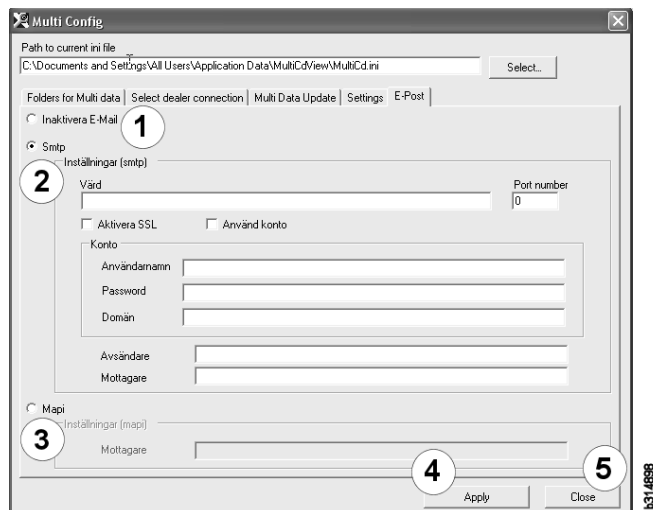 Multi Config
Path to current ini file
C:\Documents and Settings\All Users\Application Data\MultiCdView\MultiCd.ini
Select...
Folders for Multi data Select dealer connection Multi Data Update Settings E-Post
Inaktivera E-Mail
1
Smtp
2
Inställningar (smtp)
Värd Port number
0
Aktivera SSL Använd konto
Konto
Användarnamn
Password
Domän
Avsändare
Mottagare
Mapi
3
Inställningar (mapi)
Mottagare
4 5
Apply Close
b314898